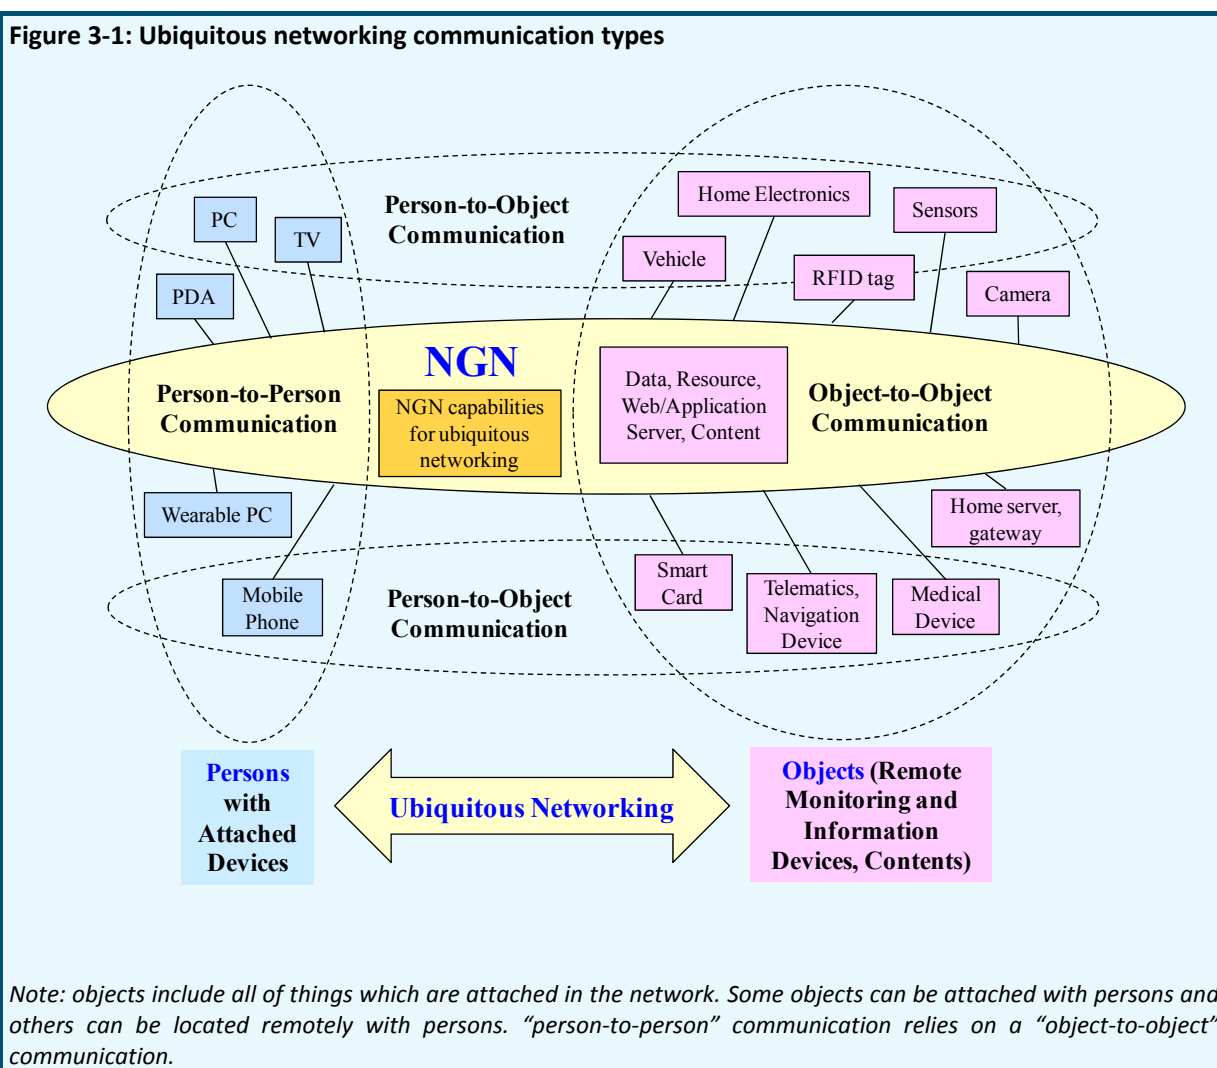 Figure 3-1: Ubiquitous networking communication types
Person-to-Object
Communication
PC
TV
PDA
Home Electronics
Sensors
Vehicle
RFID tag
Camera
NGN
Person-to-Person
Communication
NGN capabilities
for ubiquitous
networking
Data, Resource,
Web/Application
Server, Content
Object-to-Object
Communication
Wearable PC
Mobile
Phone
Person-to-Object
Communication
Smart
Card
Telematics,
Navigation
Device
Medical
Device
Home server,
gateway
Persons
with
Attached
Devices
Ubiquitous Networking
Objects (Remote
Monitoring and
Information
Devices, Contents)
Note: objects include all of things which are attached in the network. Some objects can be attached with persons and
others can be located remotely with persons. “person-to-person” communication relies on a “object-to-object”
communication.